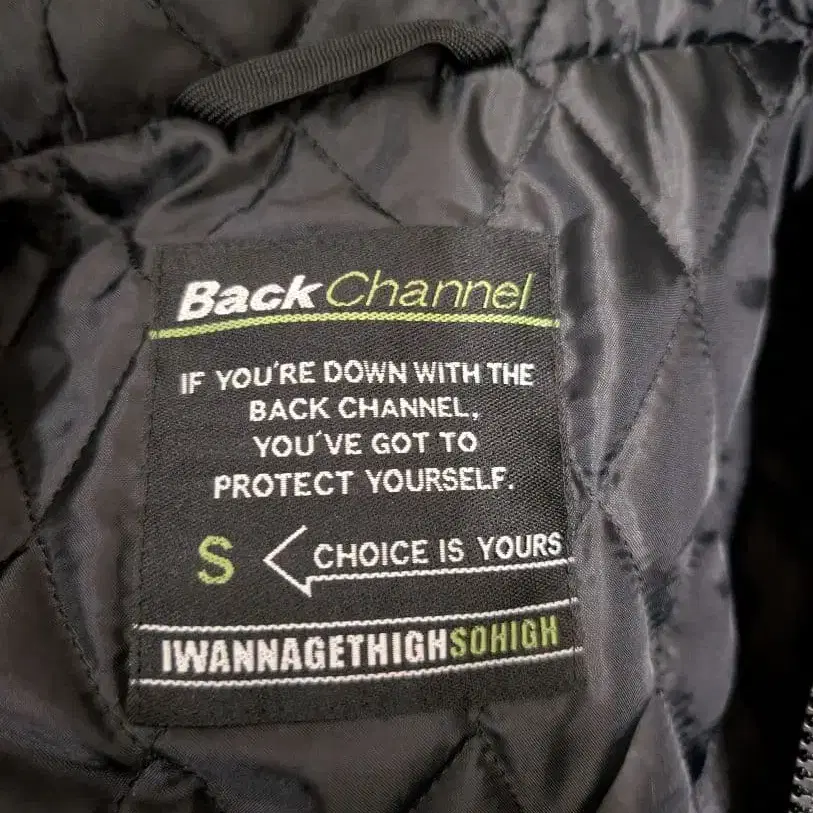 Back Channel
IF YOU'RE DOWN WITH THE
BACK CHANNEL,
YOU'VE GOT TO
PROTECT YOURSELF.
S CHOICE IS YOURS
IWANNAGETHIGHSOHIGH